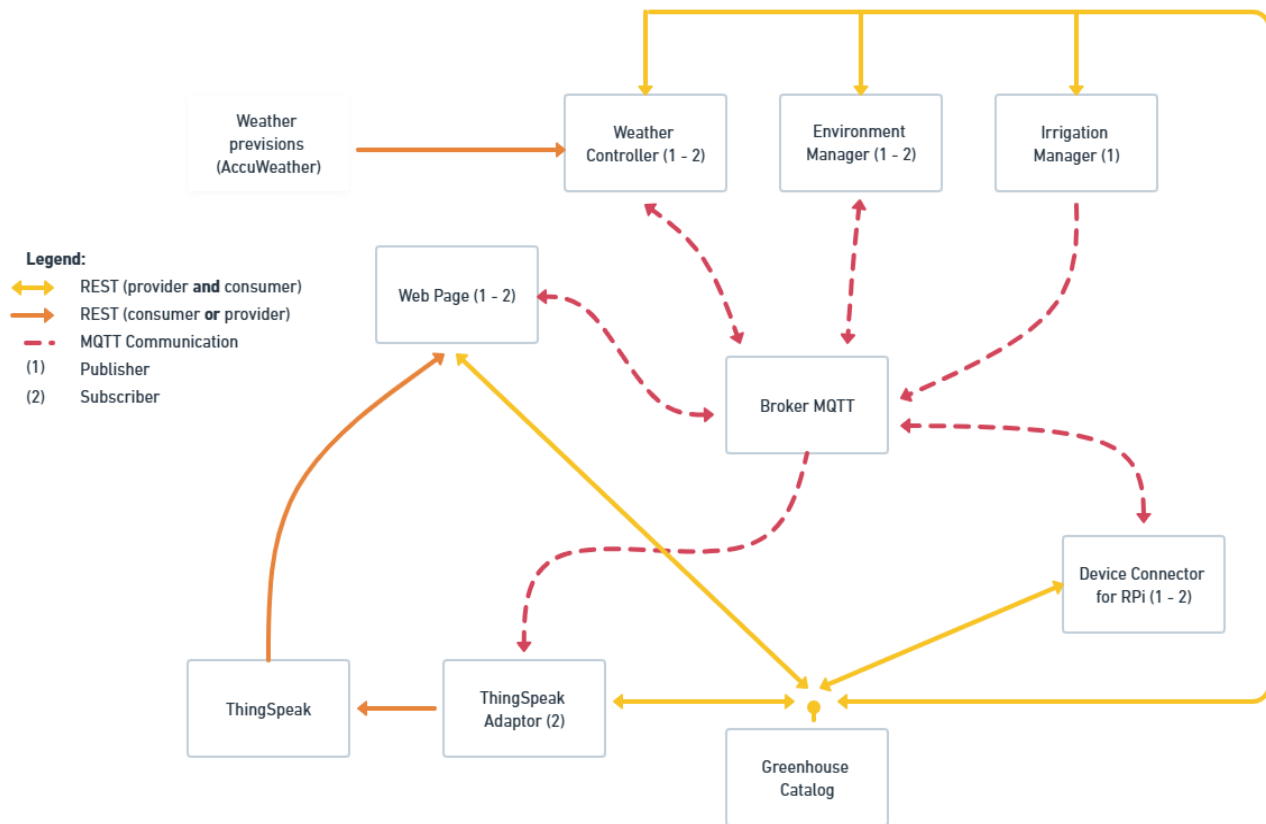 Weather
previsions
(AccuWeather)
Weather
Controller (1 - 2)
Environment
Manager (1 - 2)
Irrigation
Manager (1)
Legend:
REST (provider and consumer)
REST (consumer or provider)
MQTT Communication
(1) Publisher
(2) Subscriber
Web Page (1 - 2)
Broker MQTT
Device Connector
for RPi (1 - 2)
ThingSpeak
ThingSpeak
Adaptor (2)
Greenhouse
Catalog